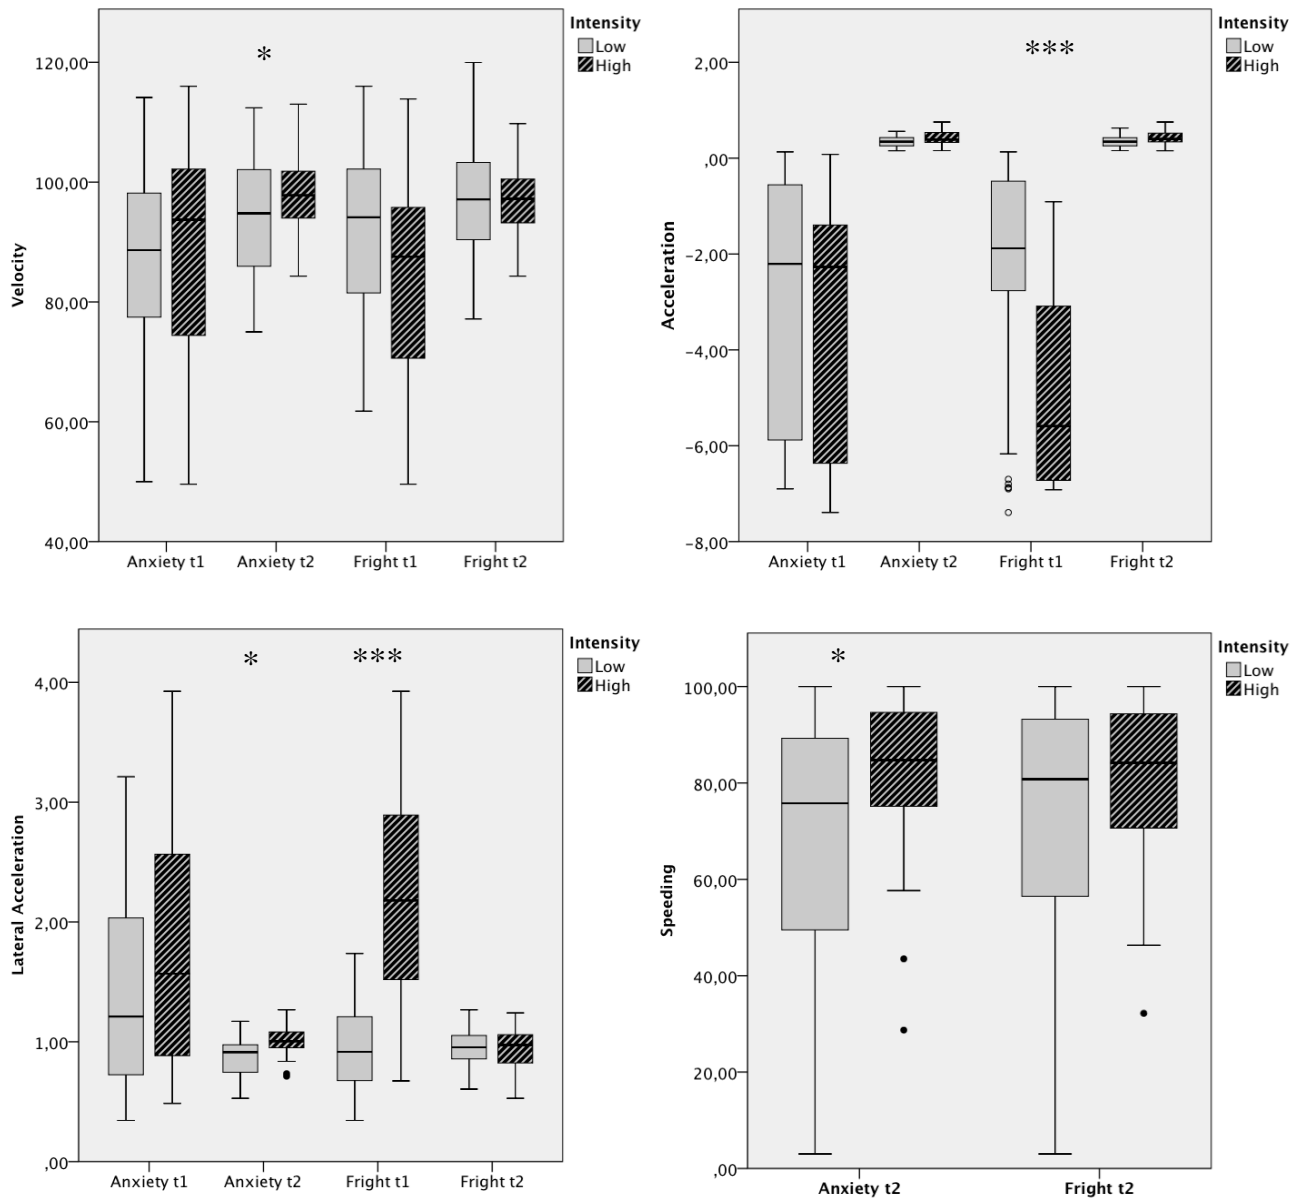 Intensity
Low
High
*
120,00
100,00
80,00
60,00
40,00
Velocity
Anxiety t1 Anxiety t2 Fright t1 Fright t2
Intensity
Low
High
***
2,00
,00
-2,00
-4,00
-6,00
-8,00
Acceleration
Anxiety t1 Anxiety t2 Fright t1 Fright t2
Intensity
Low
High
* ***
4,00
3,00
2,00
1,00
,00
Lateral Acceleration
Anxiety t1 Anxiety t2 Fright t1 Fright t2
Intensity
Low
High
*
100,00
80,00
60,00
40,00
20,00
,00
Speeding
Anxiety t2 Fright t2